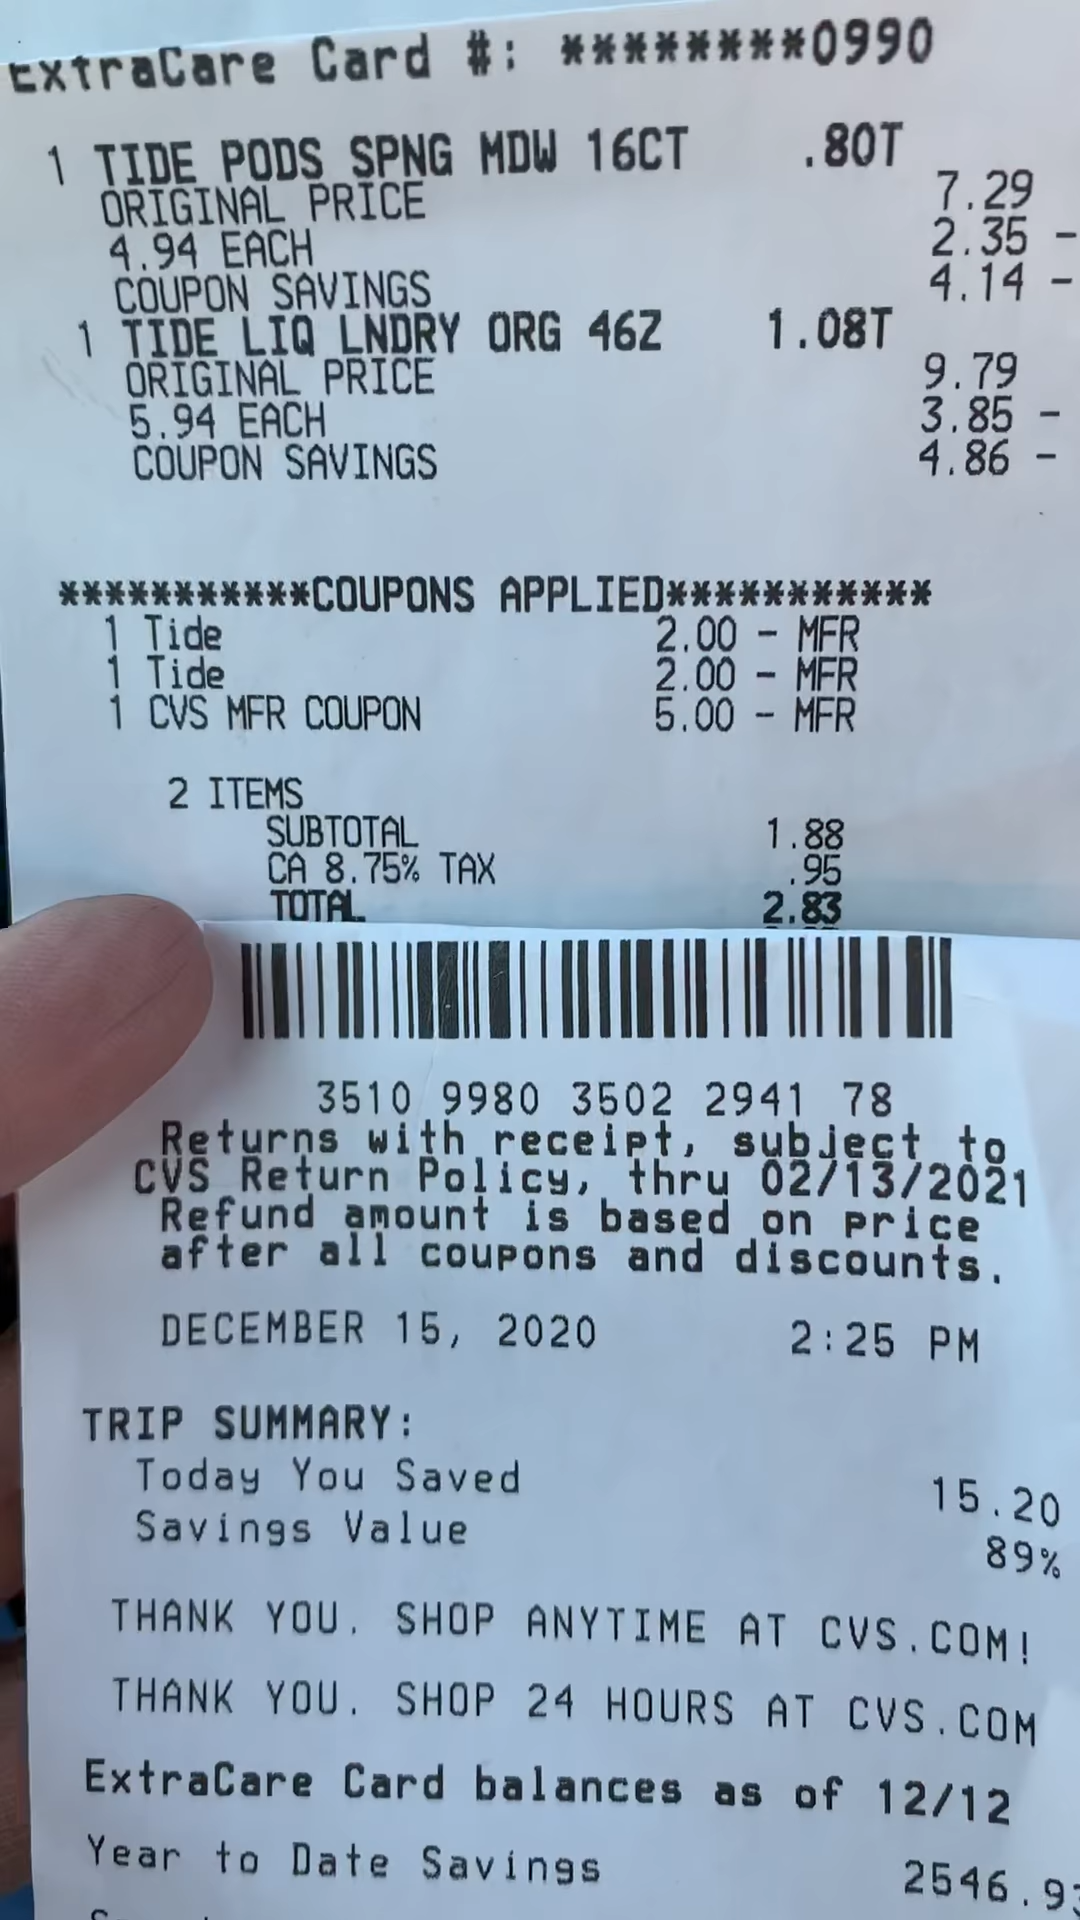 ExtraCare Card #: ********0990
1 TIDE PODS SPNG MDW 16CT .80T
ORIGINAL PRICE 7.29
4.94 EACH 2.35 -
COUPON SAVINGS 4.14 -
1 TIDE LIQ LNDRY ORG 46Z 1.08T
ORIGINAL PRICE 9.79
5.94 EACH 3.85 -
COUPON SAVINGS 4.86 -
***********COUPONS APPLIED************
1 Tide 2.00 - MFR
1 Tide 2.00 - MFR
1 CVS MFR COUPON 5.00 - MFR
2 ITEMS
SUBTOTAL 1.88
CA 8.75% TAX .95
TOTAL 2.83
3510 9980 3502 2941 78
Returns with receipt, subject to
CVS Return Policy, thru 02/13/2021
Refund amount is based on price
after all coupons and discounts.
DECEMBER 15, 2020 2:25 PM
TRIP SUMMARY:
Today You Saved 15.20
Savings Value 89%
THANK YOU. SHOP ANYTIME AT CVS.COM!
THANK YOU. SHOP 24 HOURS AT CVS.COM
ExtraCare Card balances as of 12/12
Year to Date Savings 2546.93